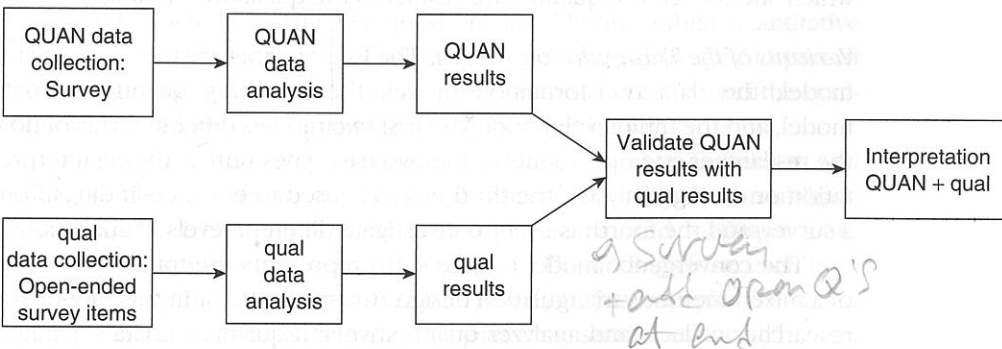 QUAN data
collection:
Survey
QUAN
data
analysis
QUAN
results
Validate QUAN
results with
qual results
Interpretation
QUAN + qual
qual
data collection:
Open-ended
survey items
qual
data
analysis
qual
results
a survey
+ ask open Q'S
at end